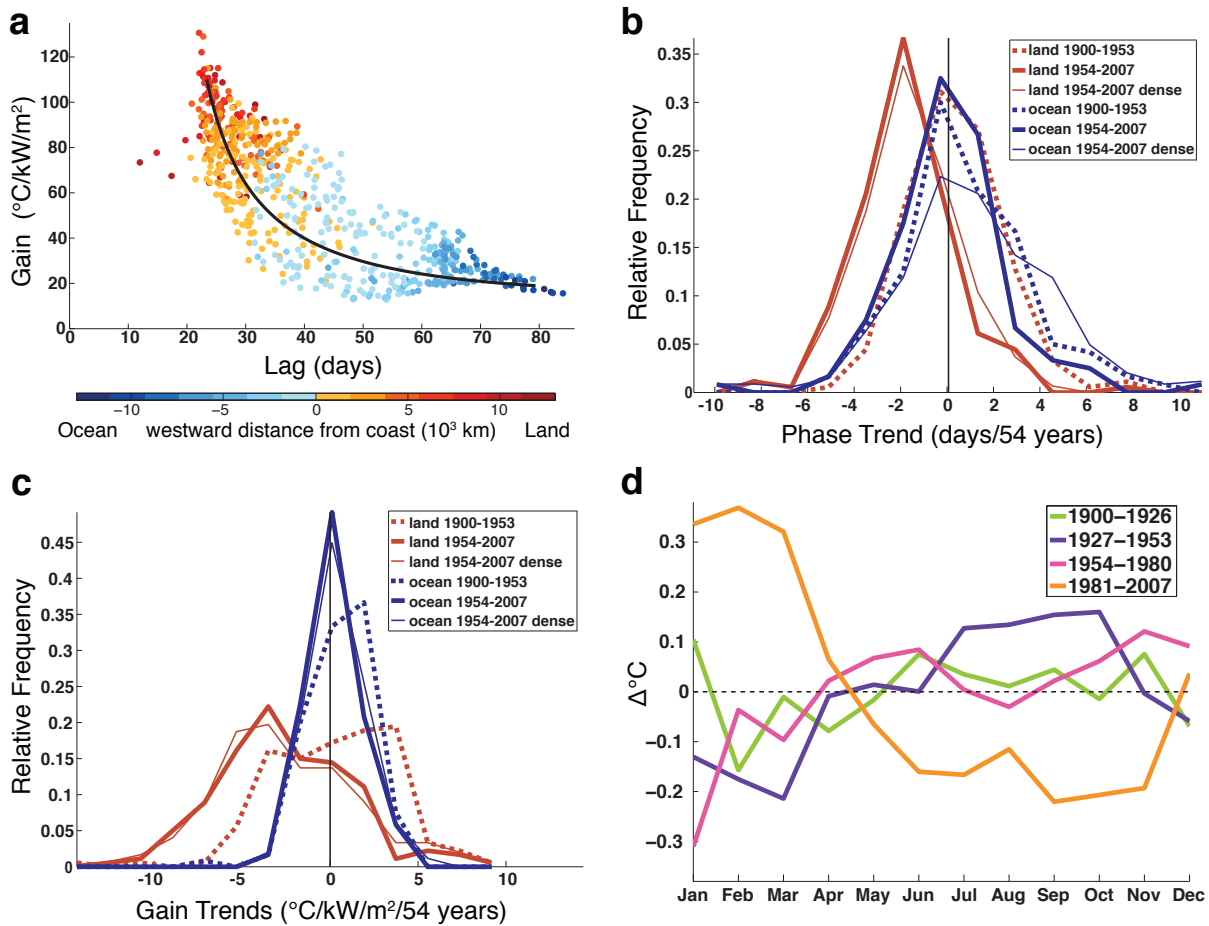 a
Gain (°C/kW/m²)
120
100
80
60
40
20
0
0 10 20 30 40 50 60 70 80
Lag (days)
−10 −5 0 5 10
Ocean westward distance from coast (10³ km) Land
b
Relative Frequency
0.35
0.3
0.25
0.2
0.15
0.1
0.05
0
-10 -8 -6 -4 -2 0 2 4 6 8 10
Phase Trend (days/54 years)
land 1900-1953
land 1954-2007
land 1954-2007 dense
ocean 1900-1953
ocean 1954-2007
ocean 1954-2007 dense
c
Relative Frequency
0.45
0.4
0.35
0.3
0.25
0.2
0.15
0.1
0.05
0
-10 -5 0 5 10
Gain Trends (°C/kW/m²/54 years)
land 1900-1953
land 1954-2007
land 1954-2007 dense
ocean 1900-1953
ocean 1954-2007
ocean 1954-2007 dense
d
Δ°C
0.3
0.2
0.1
0
−0.1
−0.2
−0.3
Jan Feb Mar Apr May Jun Jul Aug Sep Oct Nov Dec
1900−1926
1927−1953
1954−1980
1981−2007